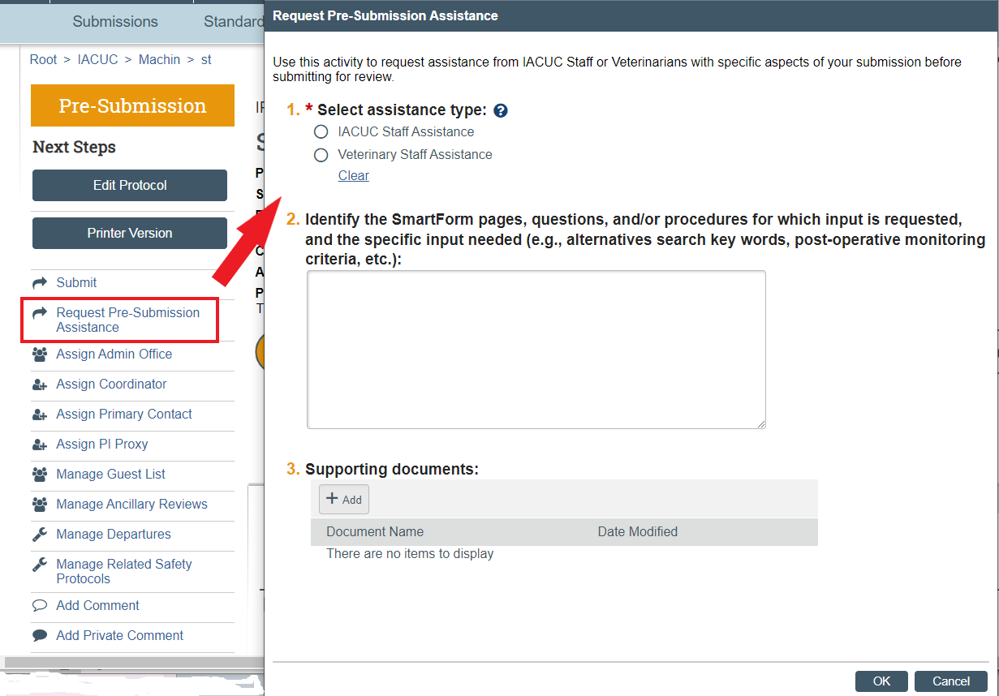 Submissions
Standard
Root > IACUC > Machin > st
Pre-Submission
Next Steps
Edit Protocol
Printer Version
Submit
Request Pre-Submission
Assistance
Assign Admin Office
Assign Coordinator
Assign Primary Contact
Assign PI Proxy
Manage Guest List
Manage Ancillary Reviews
Manage Departures
Manage Related Safety
Protocols
Add Comment
Add Private Comment
Request Pre-Submission Assistance
Use this activity to request assistance from IACUC Staff or Veterinarians with specific aspects of your submission before
submitting for review.
1. * Select assistance type: ?
IACUC Staff Assistance
Veterinary Staff Assistance
Clear
2. Identify the SmartForm pages, questions, and/or procedures for which input is requested,
and the specific input needed (e.g., alternatives search key words, post-operative monitoring
criteria, etc.):
3. Supporting documents:
+ Add
Document Name Date Modified
There are no items to display
OK Cancel